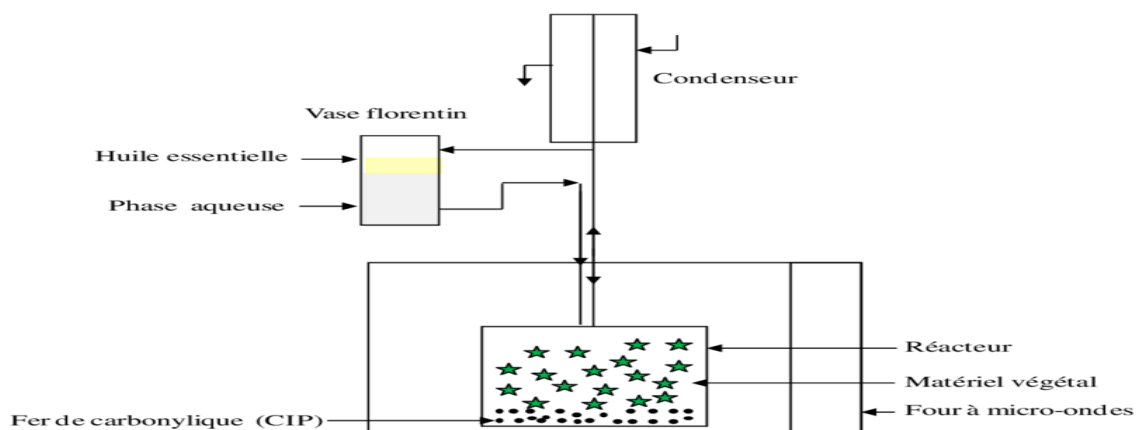 Condenseur
Vase florentin
Huile essentielle
Phase aqueuse
Réacteur
Matériel végétal
Fer de carbonylique (CIP)
Four à micro-ondes